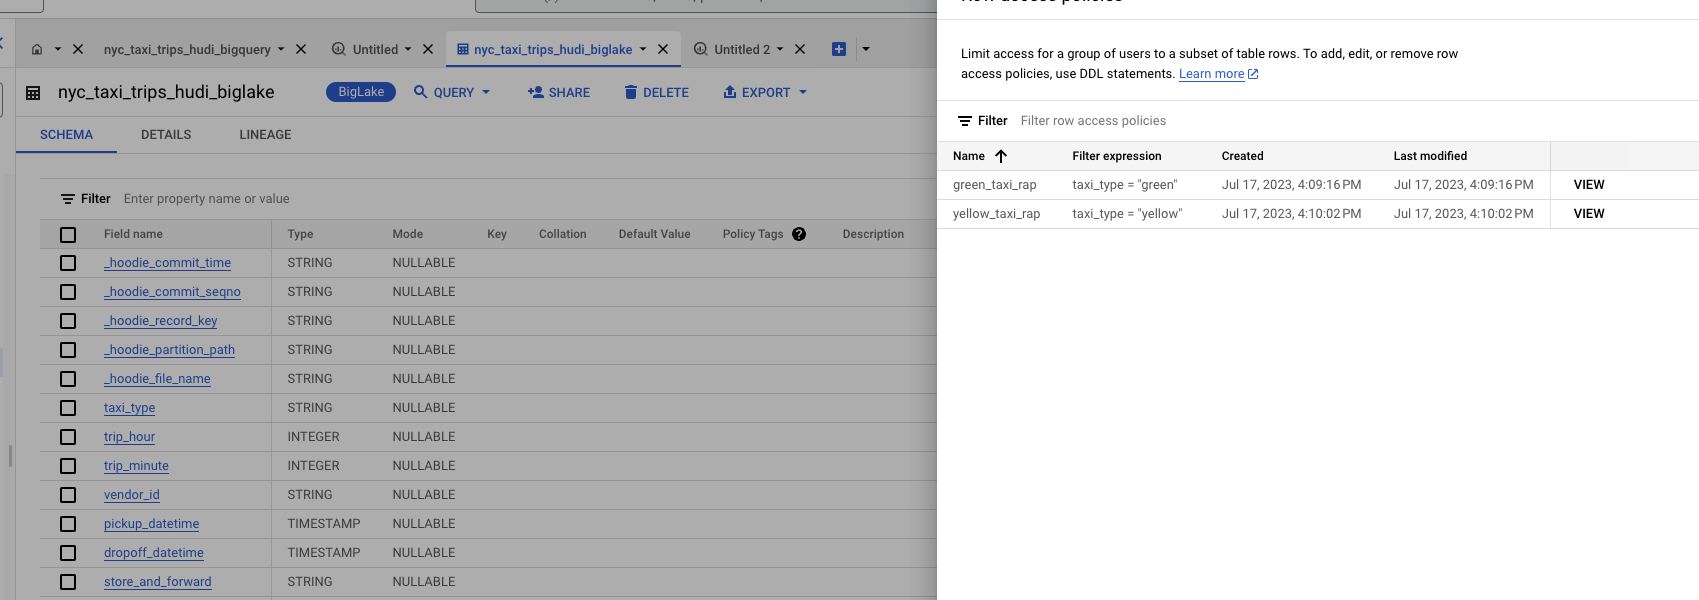 nyc_taxi_trips_hudi_bigquery
Untitled
nyc_taxi_trips_hudi_biglake
Untitled 2
nyc_taxi_trips_hudi_biglake
BigLake
QUERY
SHARE
DELETE
EXPORT
SCHEMA
DETAILS
LINEAGE
Filter Enter property name or value
Field name Type Mode Key Collation Default Value Policy Tags ? Description
_hoodie_commit_time STRING NULLABLE
_hoodie_commit_seqno STRING NULLABLE
_hoodie_record_key STRING NULLABLE
_hoodie_partition_path STRING NULLABLE
_hoodie_file_name STRING NULLABLE
taxi_type STRING NULLABLE
trip_hour INTEGER NULLABLE
trip_minute INTEGER NULLABLE
vendor_id STRING NULLABLE
pickup_datetime TIMESTAMP NULLABLE
dropoff_datetime TIMESTAMP NULLABLE
store_and_forward STRING NULLABLE
Limit access for a group of users to a subset of table rows. To add, edit, or remove row
access policies, use DDL statements. Learn more
Filter Filter row access policies
Name Filter expression Created Last modified
green_taxi_rap taxi_type = "green" Jul 17, 2023, 4:09:16 PM Jul 17, 2023, 4:09:16 PM VIEW
yellow_taxi_rap taxi_type = "yellow" Jul 17, 2023, 4:10:02 PM Jul 17, 2023, 4:10:02 PM VIEW